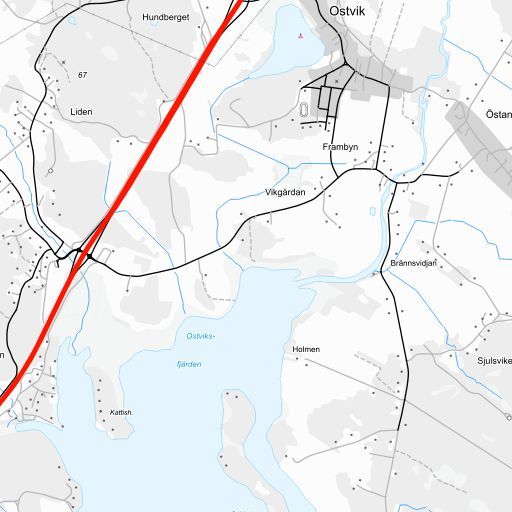 Hundberget
Ostvik
67
Liden
Östan
Frambyn
Vikgärdan
Brännsvidjan
Ostviks-
fjärden
Holmen
Sjulsvike
Kattish.